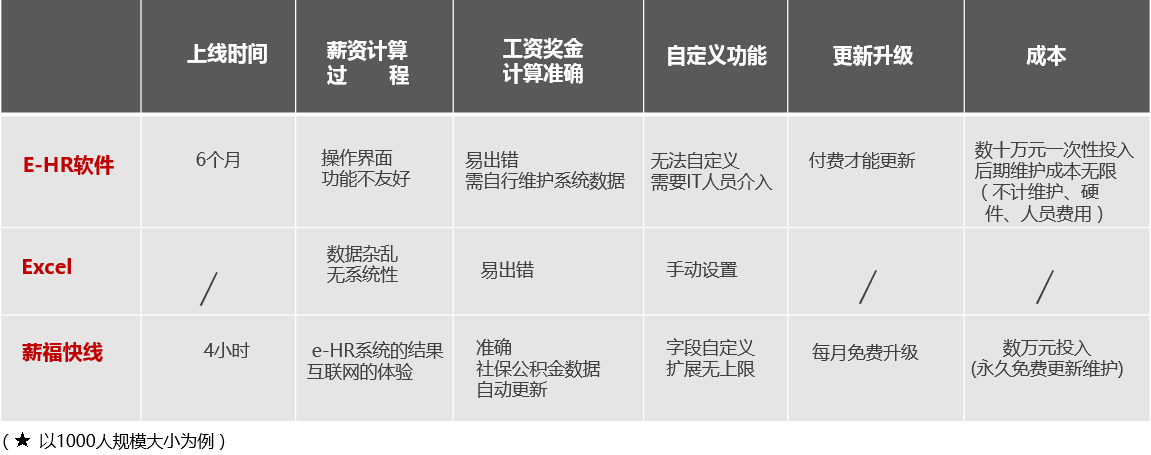 上线时间
薪资计算
过 程
工资奖金
计算准确
自定义功能
更新升级
成本
E-HR软件
6个月
操作界面
功能不友好
易出错
需自行维护系统数据
无法自定义
需要IT人员介入
付费才能更新
数十万元一次性投入
后期维护成本无限
（不计维护、硬
件、人员费用）
Excel
/
数据杂乱
无系统性
易出错
手动设置
/
/
薪福快线
4小时
e-HR系统的结果
互联网的体验
准确
社保公积金数据
自动更新
字段自定义
扩展无上限
每月免费升级
数万元投入
(永久免费更新维护)
（★ 以1000人规模大小为例）